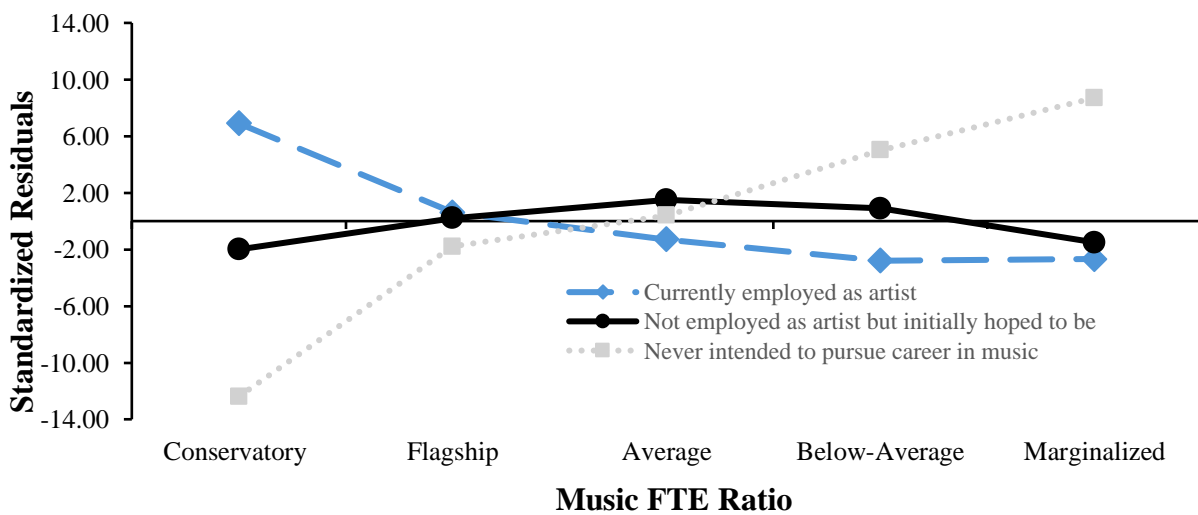 14.00
10.00
6.00
2.00
-2.00
-6.00
-10.00
-14.00
Standardized Residuals
Currently employed as artist
Not employed as artist but initially hoped to be
Never intended to pursue career in music
Conservatory Flagship Average Below-Average Marginalized
Music FTE Ratio